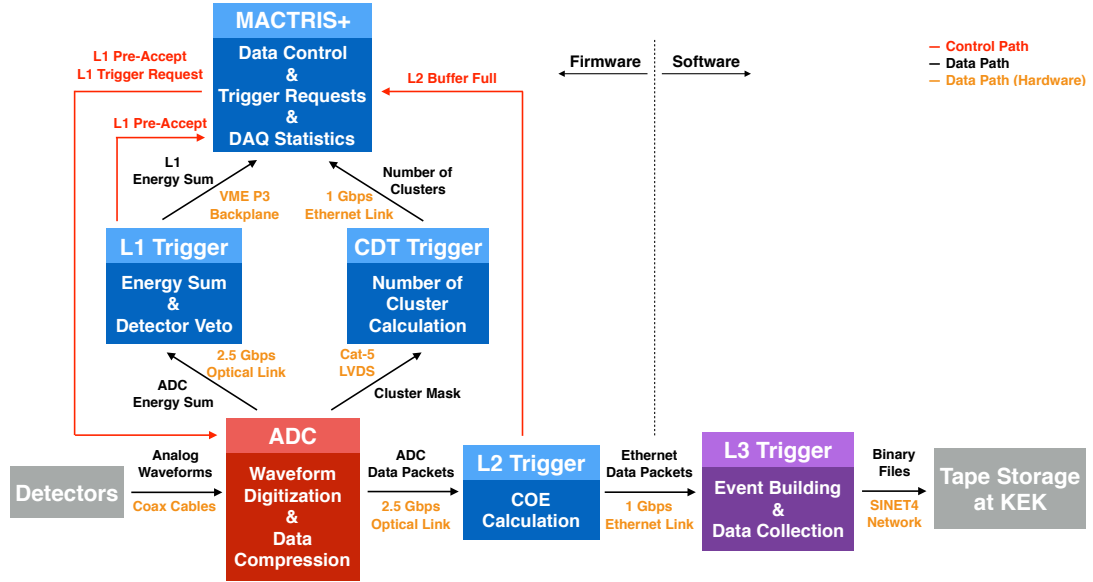 MACTRIS+
Data Control
&
Trigger Requests
&
DAQ Statistics
L1 Pre-Accept
L1 Trigger Request
L1 Pre-Accept
L2 Buffer Full
Firmware
Software
— Control Path
— Data Path
— Data Path (Hardware)
L1
Energy Sum
VME P3
Backplane
1 Gbps
Ethernet Link
Number of
Clusters
L1 Trigger
Energy Sum
&
Detector Veto
CDT Trigger
Number of
Cluster
Calculation
2.5 Gbps
Optical Link
ADC
Energy Sum
Cat-5
LVDS
Cluster Mask
Detectors
Analog
Waveforms
Coax Cables
ADC
Waveform
Digitization
&
Data
Compression
ADC
Data Packets
2.5 Gbps
Optical Link
L2 Trigger
COE
Calculation
Ethernet
Data Packets
1 Gbps
Ethernet Link
L3 Trigger
Event Building
&
Data Collection
Binary
Files
SINET4
Network
Tape Storage
at KEK